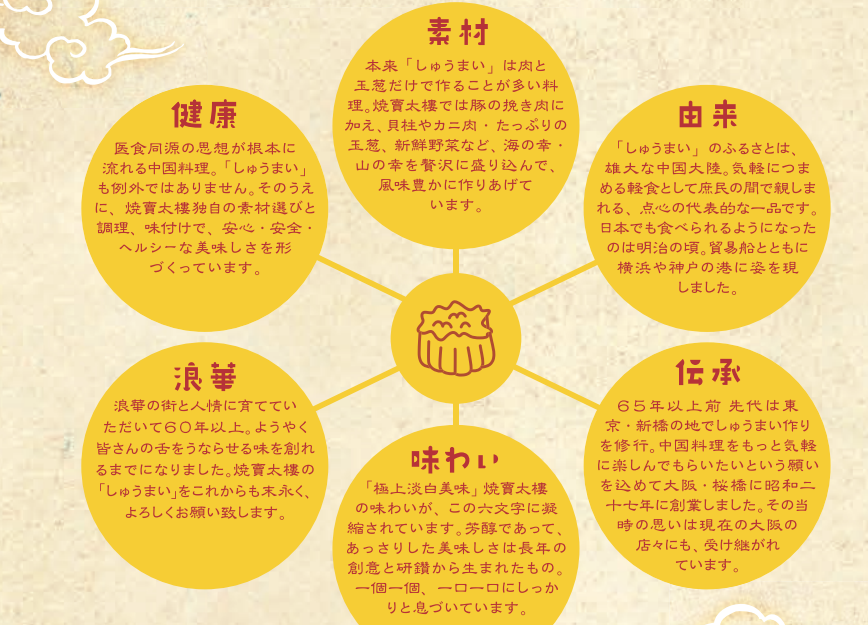 素材
本来「しゅうまい」は肉と
玉葱だけで作ることが多い料
理。焼賣太樓では豚の挽き肉に
加え、貝柱やカニ肉・たっぷりの
玉葱、新鮮野菜など、海の幸・
山の幸を贅沢に盛り込んで、
風味豊かに作りあげて
います。
健康
医食同源の思想が根本に
流れる中国料理。「しゅうまい」
も例外ではありません。そのうえ
に、焼賣太樓独自の素材選びと
調理、味付けで、安心・安全・
ヘルシーな美味しさを形
づくっています。
由来
「しゅうまい」のふるさとは、
雄大な中国大陸。気軽につま
める軽食として庶民の間で親しま
れる、点心の代表的な一品です。
日本でも食べられるようになった
のは明治の頃。貿易船とともに
横浜や神戸の港に姿を現
しました。
浪華
浪華の街と人情に育ててい
ただいて60年以上。ようやく
皆さんの舌をうならせる味を創れ
るまでになりました。焼賣太樓の
「しゅうまい」をこれからも末永く、
よろしくお願い致します。
伝承
65年以上前 先代は東
京・新橋の地でしゅうまい作り
を修行。中国料理をもっと気軽
に楽しんでもらいたいという願い
を込めて大阪・桜橋に昭和二
十七年に創業しました。その当
時の思いは現在の大阪の
店々にも、受け継がれ
ています。
味わい
「極上淡白美味」焼賣太樓
の味わいが、この六文字に凝
縮されています。芳醇であって、
あっさりした美味しさは長年の
創意と研鑽から生まれたもの。
一個一個、一口一口にしっか
りと息づいています。